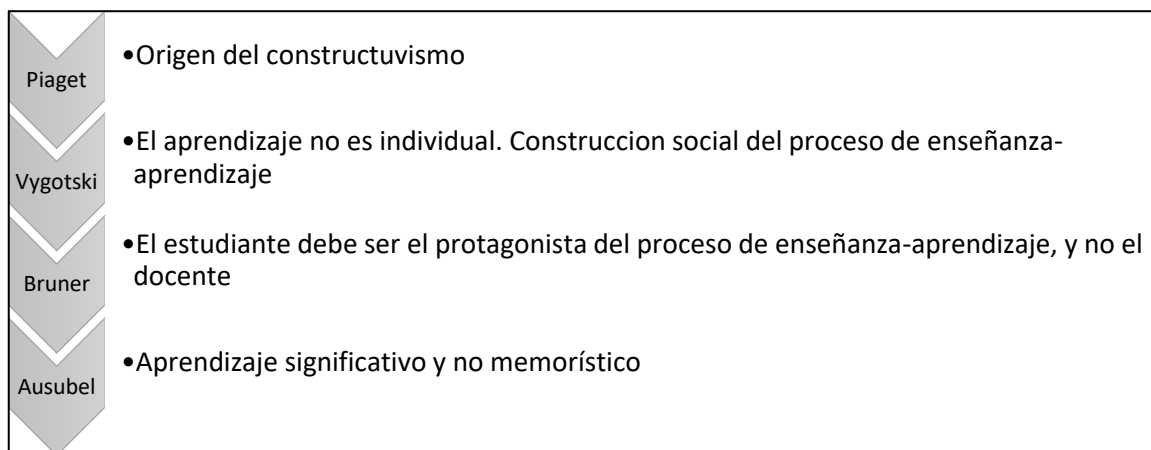 Piaget
•Origen del constructuvismo
Vygotski
•El aprendizaje no es individual. Construccion social del proceso de enseñanza-
aprendizaje
Bruner
•El estudiante debe ser el protagonista del proceso de enseñanza-aprendizaje, y no el
docente
Ausubel
•Aprendizaje significativo y no memorístico